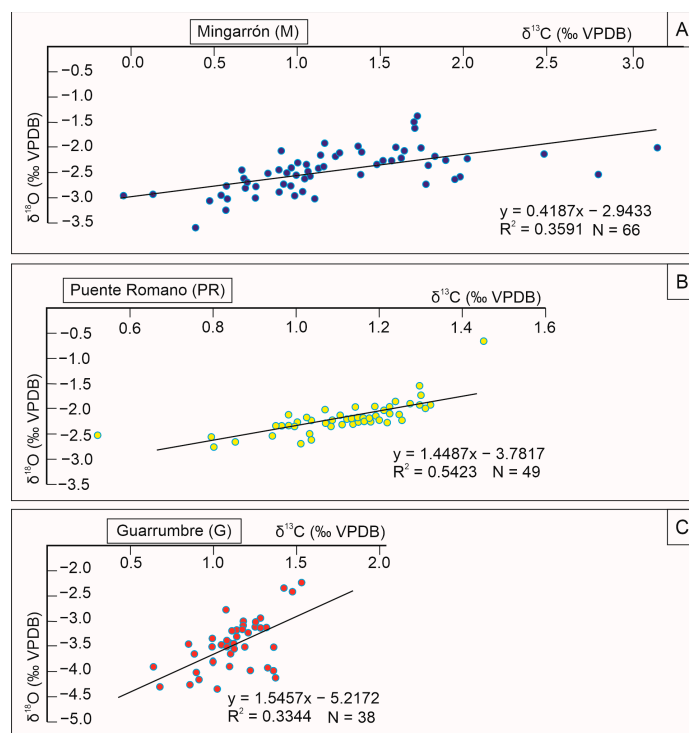 Mingarrón (M)
δ¹³C (‰ VPDB)
A
0.0 0.5 1.0 1.5 2.0 2.5 3.0
−0.5
−1.0
−1.5
−2.0
−2.5
−3.0
−3.5
δ¹⁸O (‰ VPDB)
y = 0.4187x − 2.9433
R² = 0.3591 N = 66
Puente Romano (PR)
δ¹³C (‰ VPDB)
B
0.6 0.8 1.0 1.2 1.4 1.6
−0.5
−1.0
−1.5
−2.0
−2.5
−3.0
−3.5
δ¹⁸O (‰ VPDB)
y = 1.4487x − 3.7817
R² = 0.5423 N = 49
Guarrumbre (G)
δ¹³C (‰ VPDB)
C
0.5 1.0 1.5 2.0
−2.0
−2.5
−3.0
−3.5
−4.0
−4.5
−5.0
δ¹⁸O (‰ VPDB)
y = 1.5457x − 5.2172
R² = 0.3344 N = 38